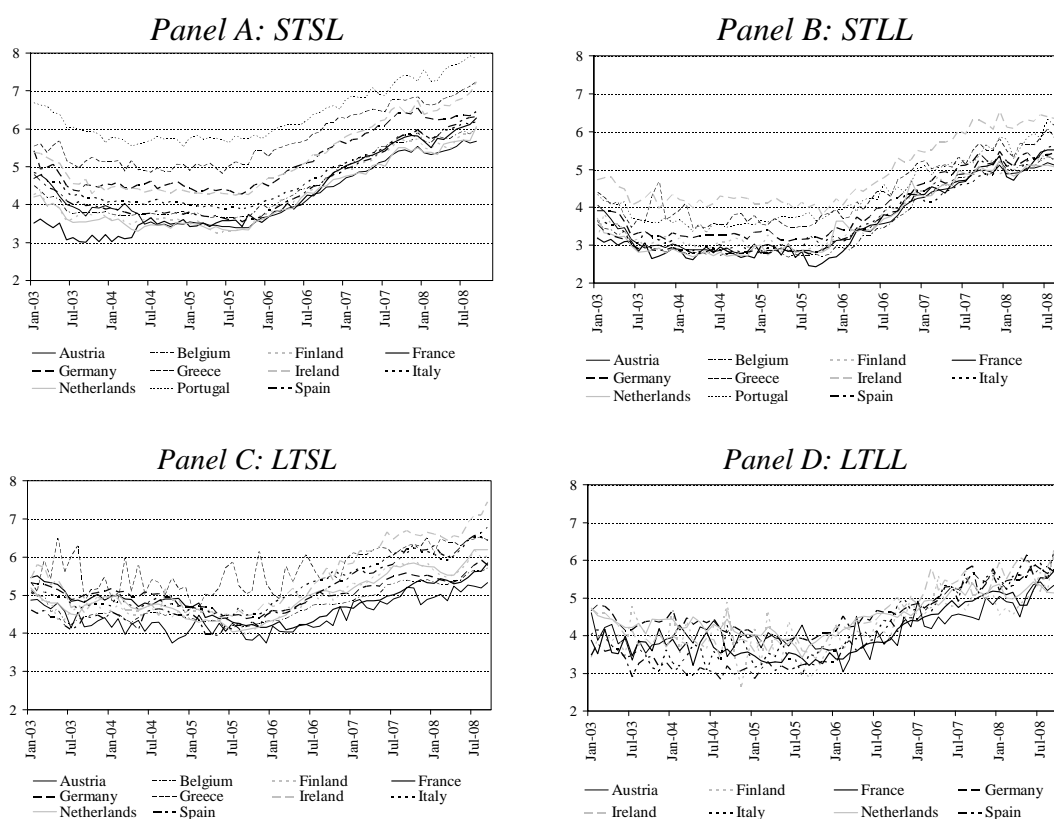 Panel A: STSL
8
7
6
5
4
3
2
Jan-03
Jul-03
Jan-04
Jul-04
Jan-05
Jul-05
Jan-06
Jul-06
Jan-07
Jul-07
Jan-08
Jul-08
Austria Belgium Finland France
Germany Greece Ireland Italy
Netherlands Portugal Spain
Panel B: STLL
8
7
6
5
4
3
2
Jan-03
Jul-03
Jan-04
Jul-04
Jan-05
Jul-05
Jan-06
Jul-06
Jan-07
Jul-07
Jan-08
Jul-08
Austria Belgium Finland France
Germany Greece Ireland Italy
Netherlands Portugal Spain
Panel C: LTSL
8
7
6
5
4
3
2
Jan-03
Jul-03
Jan-04
Jul-04
Jan-05
Jul-05
Jan-06
Jul-06
Jan-07
Jul-07
Jan-08
Jul-08
Austria Belgium Finland France
Germany Greece Ireland Italy
Netherlands Spain
Panel D: LTLL
8
7
6
5
4
3
2
Jan-03
Jul-03
Jan-04
Jul-04
Jan-05
Jul-05
Jan-06
Jul-06
Jan-07
Jul-07
Jan-08
Jul-08
Austria Finland France Germany
Ireland Italy Netherlands Spain